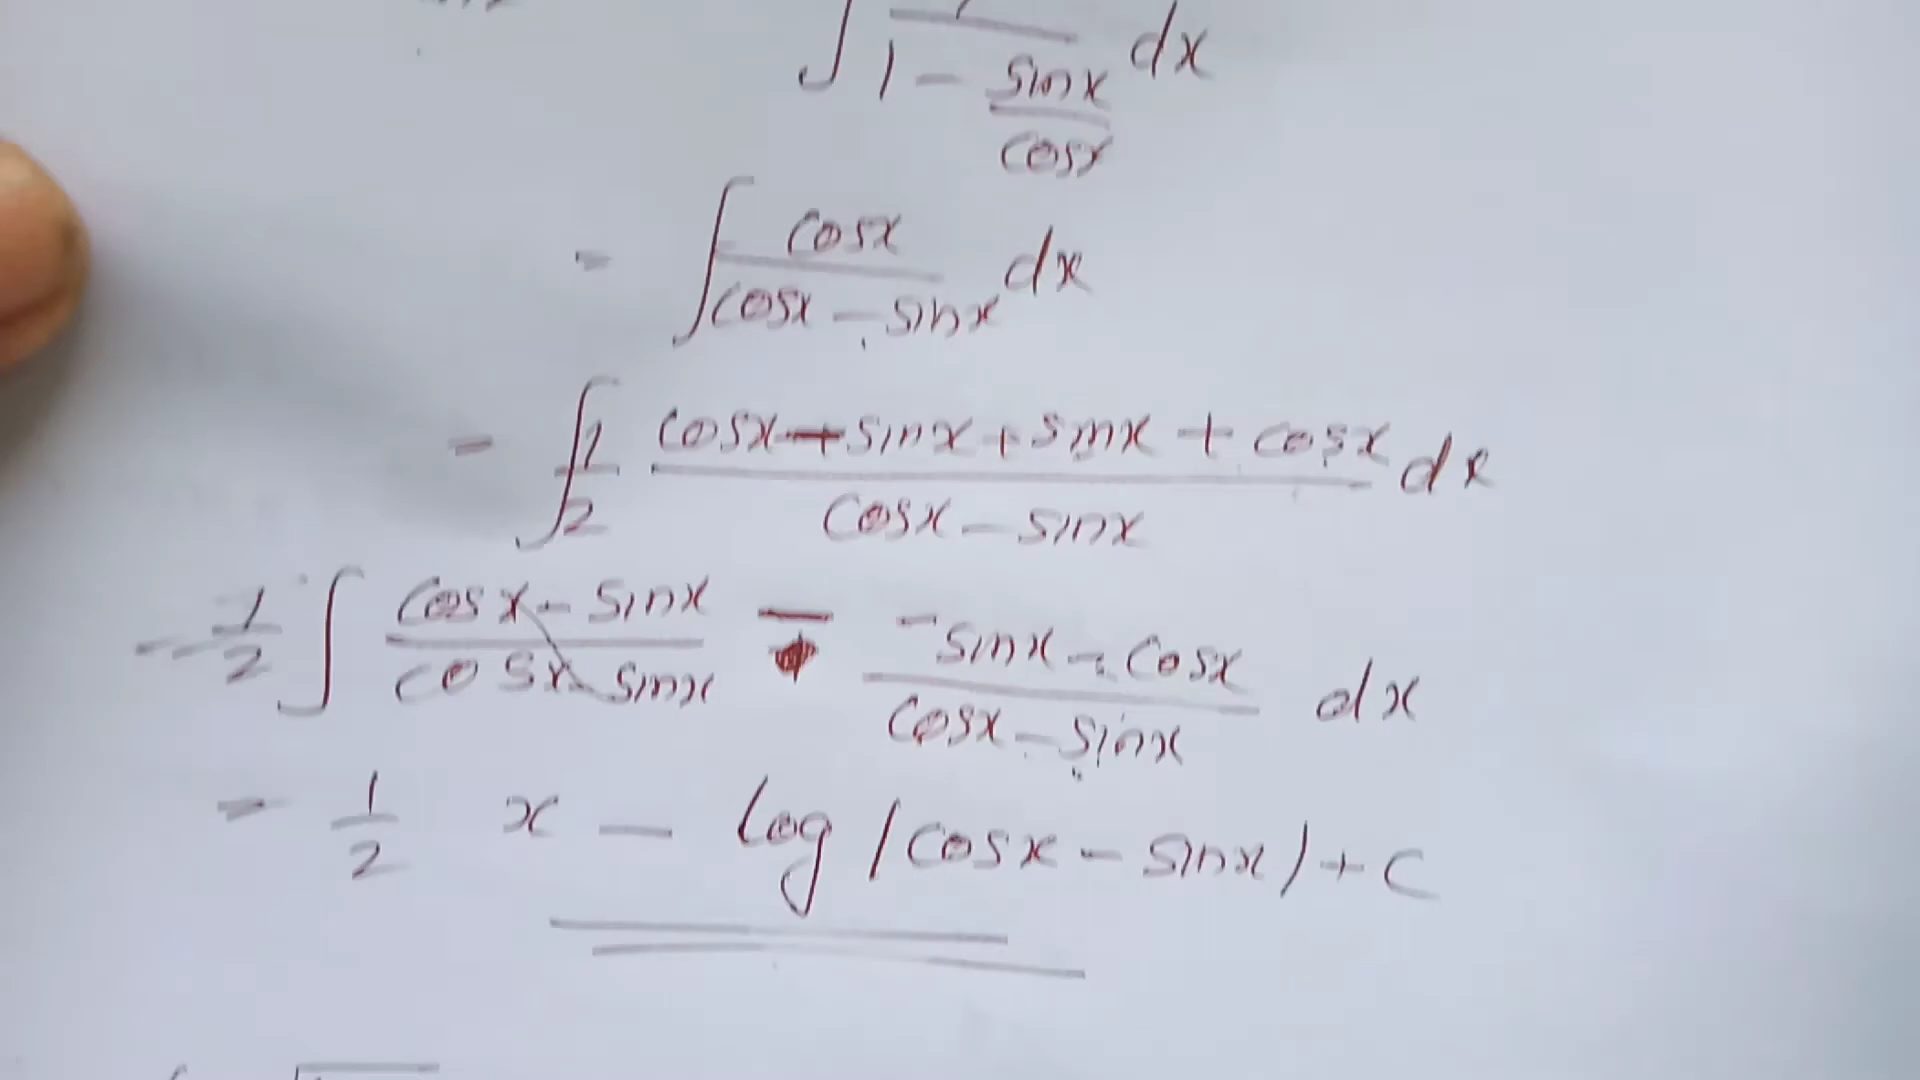 ∫ 1/(1 - sinx/cosx) dx
= ∫ cosx/(cosx - sinx) dx
= ∫ 1/2 (cosx + sinx + sinx + cosx)/(cosx - sinx) dx
= 1/2 ∫ (cosx - sinx)/(cosx - sinx) - (-sinx - cosx)/(cosx - sinx) dx
= 1/2 x - log |cosx - sinx| + c